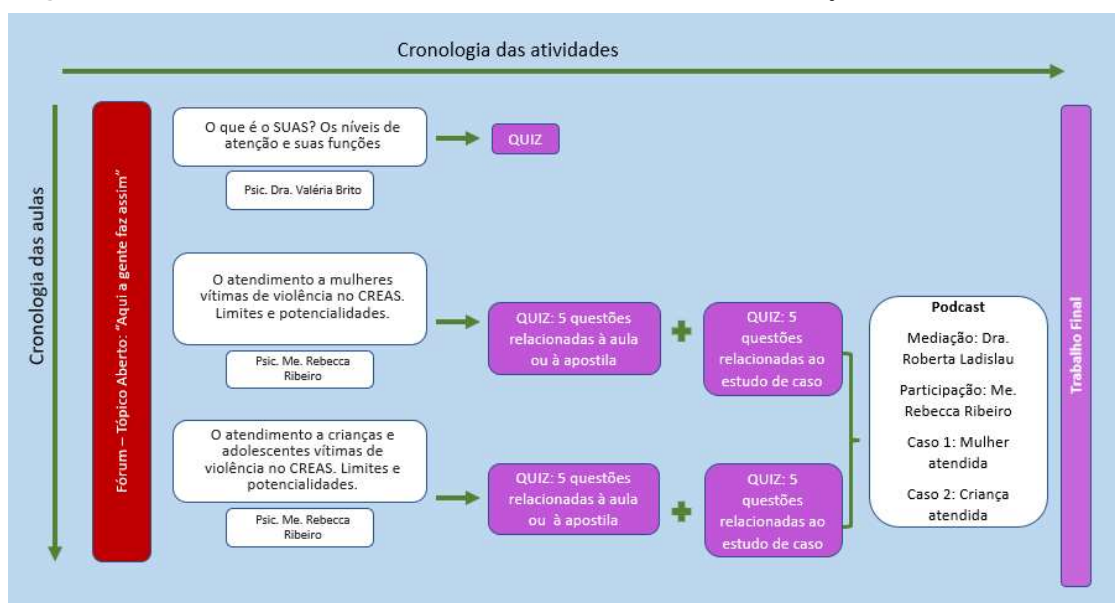 Cronologia das atividades
Cronologia das aulas
Fórum – Tópico Aberto: "Aqui a gente faz assim"
O que é o SUAS? Os níveis de
atenção e suas funções
Psic. Dra. Valéria Brito
QUIZ
O atendimento a mulheres
vítimas de violência no CREAS.
Limites e potencialidades.
Psic. Me. Rebecca
Ribeiro
QUIZ: 5 questões
relacionadas à aula
ou à apostila
QUIZ: 5
questões
relacionadas ao
estudo de caso
O atendimento a crianças e
adolescentes vítimas de
violência no CREAS. Limites e
potencialidades.
Psic. Me. Rebecca
Ribeiro
QUIZ: 5 questões
relacionadas à aula
ou à apostila
QUIZ: 5
questões
relacionadas ao
estudo de caso
Podcast
Mediação: Dra.
Roberta Ladislau
Participação: Me.
Rebecca Ribeiro
Caso 1: Mulher
atendida
Caso 2: Criança
atendida
Trabalho Final